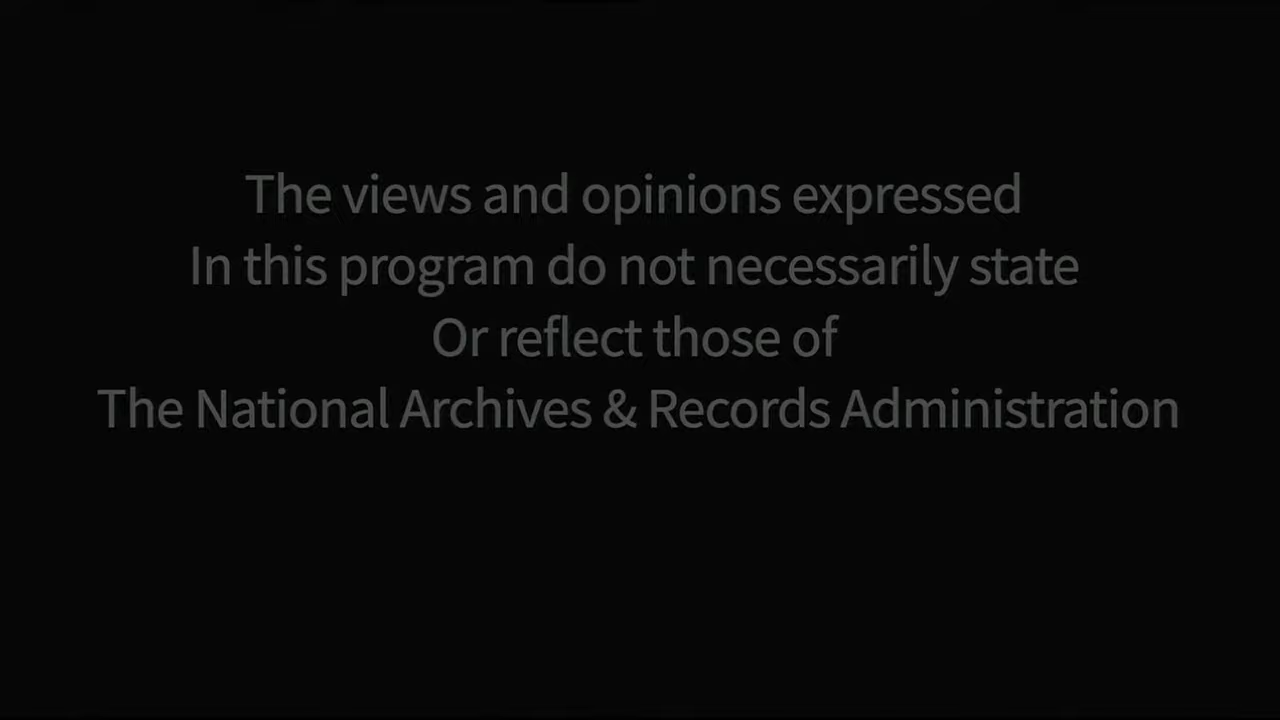 The views and opinions expressed
In this program do not necessarily state
Or reflect those of
The National Archives & Records Administration